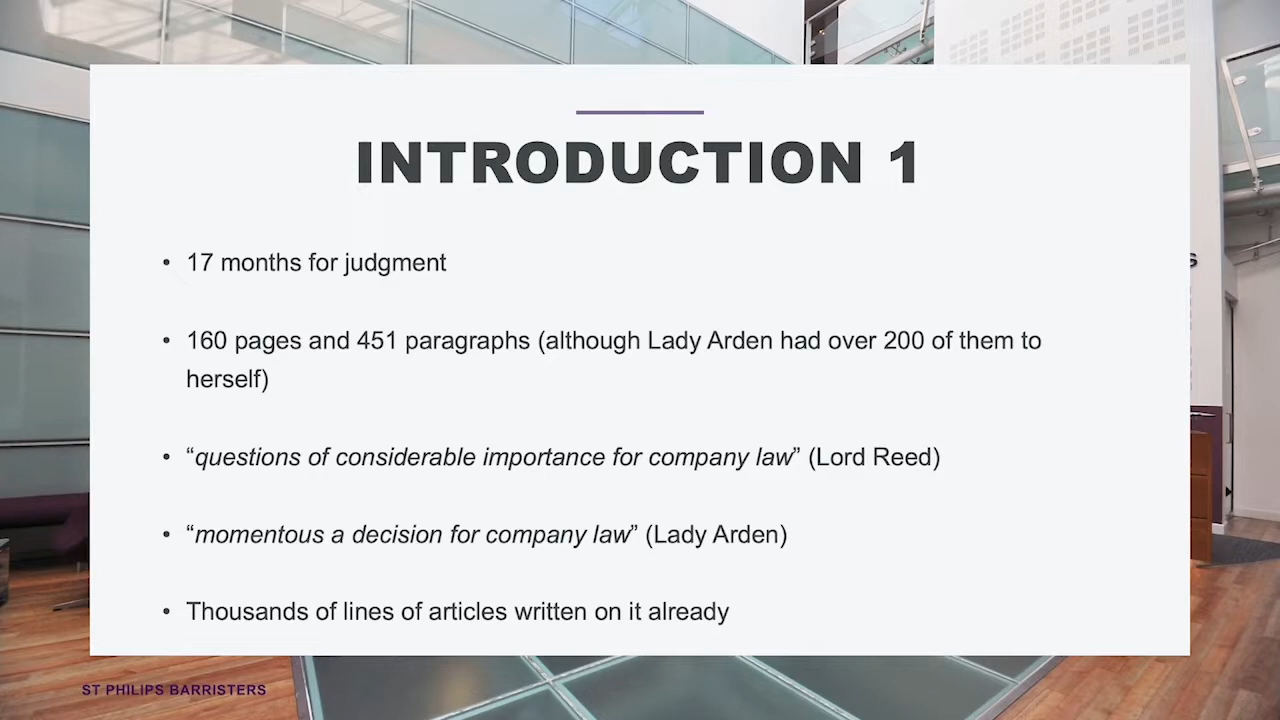 INTRODUCTION 1
• 17 months for judgment
• 160 pages and 451 paragraphs (although Lady Arden had over 200 of them to
herself)
• “questions of considerable importance for company law” (Lord Reed)
• “momentous a decision for company law” (Lady Arden)
• Thousands of lines of articles written on it already
ST PHILIPS BARRISTERS